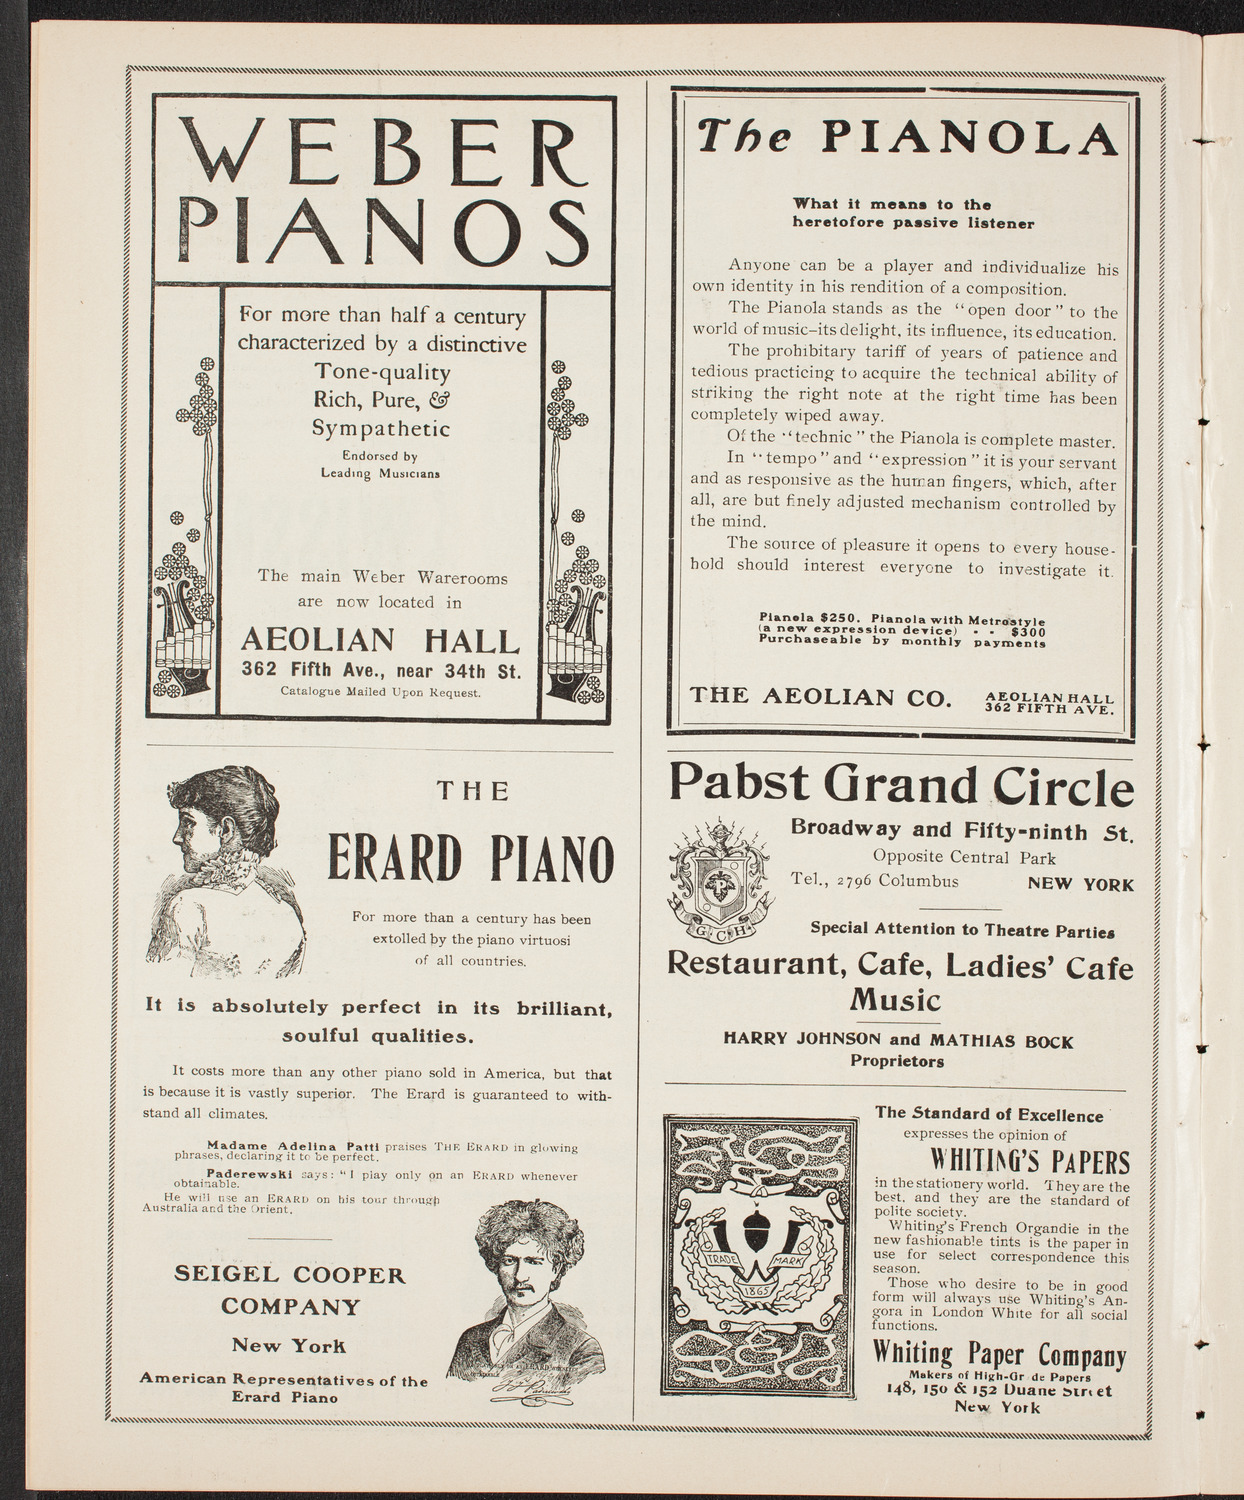 WEBER
PIANOS
For more than half a century
characterized by a distinctive
Tone-quality
Rich, Pure, &
Sympathetic
Endorsed by
Leading Musicians
The main Weber Warerooms
are now located in
AEOLIAN HALL
362 Fifth Ave., near 34th St.
Catalogue Mailed Upon Request.
THE
ERARD PIANO
For more than a century has been
extolled by the piano virtuosi
of all countries.
It is absolutely perfect in its brilliant,
soulful qualities.
It costs more than any other piano sold in America, but that
is because it is vastly superior. The Erard is guaranteed to with-
stand all climates.
Madame Adelina Patti praises THE ERARD in glowing
phrases, declaring it to be perfect.
Paderewski says: "I play only on an ERARD whenever
obtainable.
He will use an ERARD on his tour through
Australia and the Orient.
SEIGEL COOPER
COMPANY
New York
American Representatives of the
Erard Piano
The PIANOLA
What it means to the
heretofore passive listener
Anyone can be a player and individualize his
own identity in his rendition of a composition.
The Pianola stands as the "open door" to the
world of music–its delight, its influence, its education.
The prohibitary tariff of years of patience and
tedious practicing to acquire the technical ability of
striking the right note at the right time has been
completely wiped away.
Of the "technic" the Pianola is complete master.
In "tempo" and "expression" it is your servant
and as responsive as the human fingers, which, after
all, are but finely adjusted mechanism controlled by
the mind.
The source of pleasure it opens to every house-
hold should interest everyone to investigate it.
Pianola $250. Pianola with Metrostyle
(a new expression device) - - $300
Purchaseable by monthly payments
THE AEOLIAN CO.
AEOLIAN HALL
362 FIFTH AVE.
Pabst Grand Circle
Broadway and Fifty-ninth St.
Opposite Central Park
Tel., 2796 Columbus NEW YORK
P
G C H
Special Attention to Theatre Parties
Restaurant, Cafe, Ladies' Cafe
Music
HARRY JOHNSON and MATHIAS BOCK
Proprietors
TRADE MARK
1865
The Standard of Excellence
expresses the opinion of
WHITING'S PAPERS
in the stationery world. They are the
best, and they are the standard of
polite society.
Whiting's French Organdie in the
new fashionable tints is the paper in
use for select correspondence this
season.
Those who desire to be in good
form will always use Whiting's An-
gora in London White for all social
functions.
Whiting Paper Company
Makers of High-Gr de Papers
148, 150 & 152 Duane Street
New York